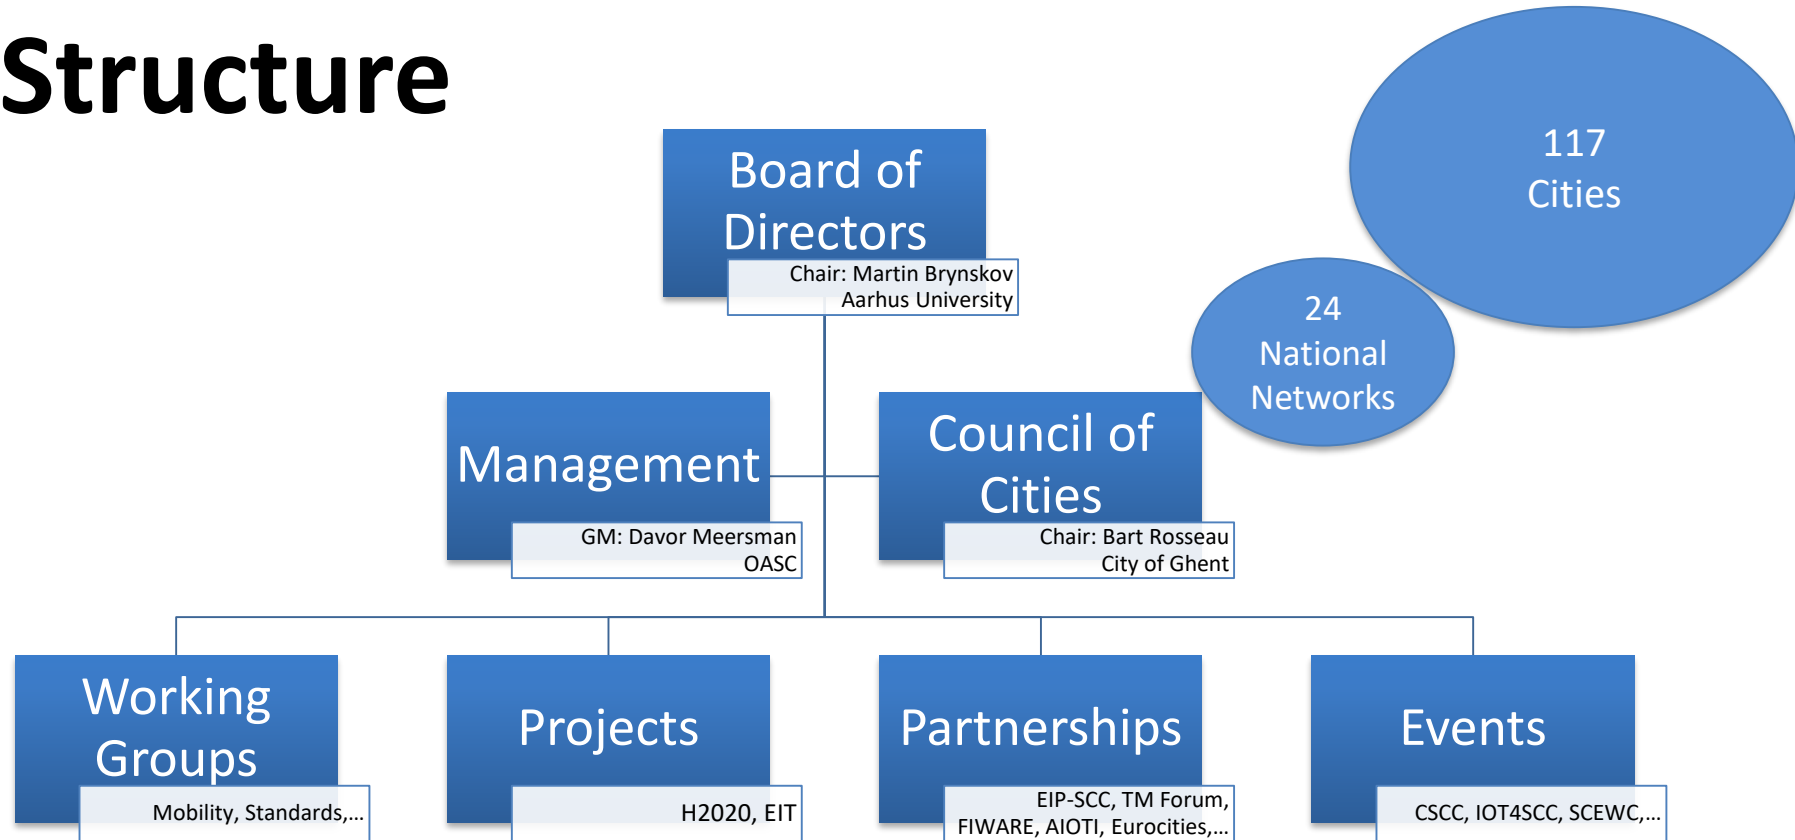 Structure
117
Cities
Board of
Directors
Chair: Martin Brynskov
Aarhus University
24
National
Networks
Management
GM: Davor Meersman
OASC
Council of
Cities
Chair: Bart Rosseau
City of Ghent
Working
Groups
Mobility, Standards,...
Projects
H2020, EIT
Partnerships
EIP-SCC, TM Forum,
FIWARE, AIOTI, Eurocities,...
Events
CSCC, IOT4SCC, SCEWC,...